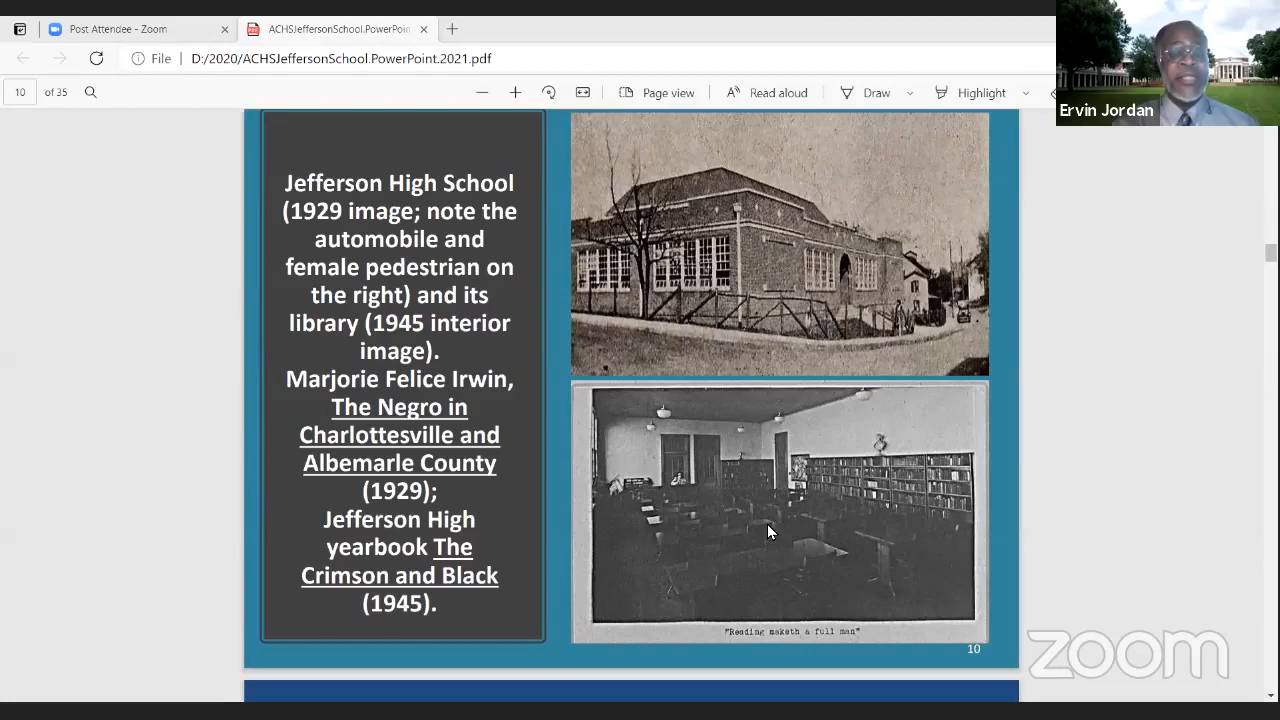 Post Attendee - Zoom
ACHSJeffersonSchool.PowerPoin
File
D:/2020/ACHSJeffersonSchool.PowerPoint.2021.pdf
10 of 35
Page view
Read aloud
Draw
Highlight
Ervin Jordan
Jefferson High School
(1929 image; note the
automobile and
female pedestrian on
the right) and its
library (1945 interior
image).
Marjorie Felice Irwin,
The Negro in
Charlottesville and
Albemarle County
(1929);
Jefferson High
yearbook The
Crimson and Black
(1945).
"Reading maketh a full man"
10
zoom